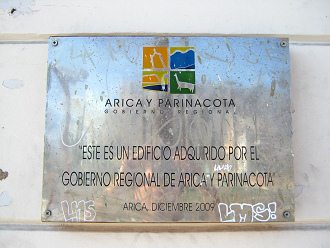 ARICA Y PARINACOTA
GOBIERNO REGIONAL
"ESTE ES UN EDIFICIO ADQUIRIDO POR EL
GOBIERNO REGIONAL DE ARICA Y PARINACOTA"
ARICA, DICIEMBRE 2009